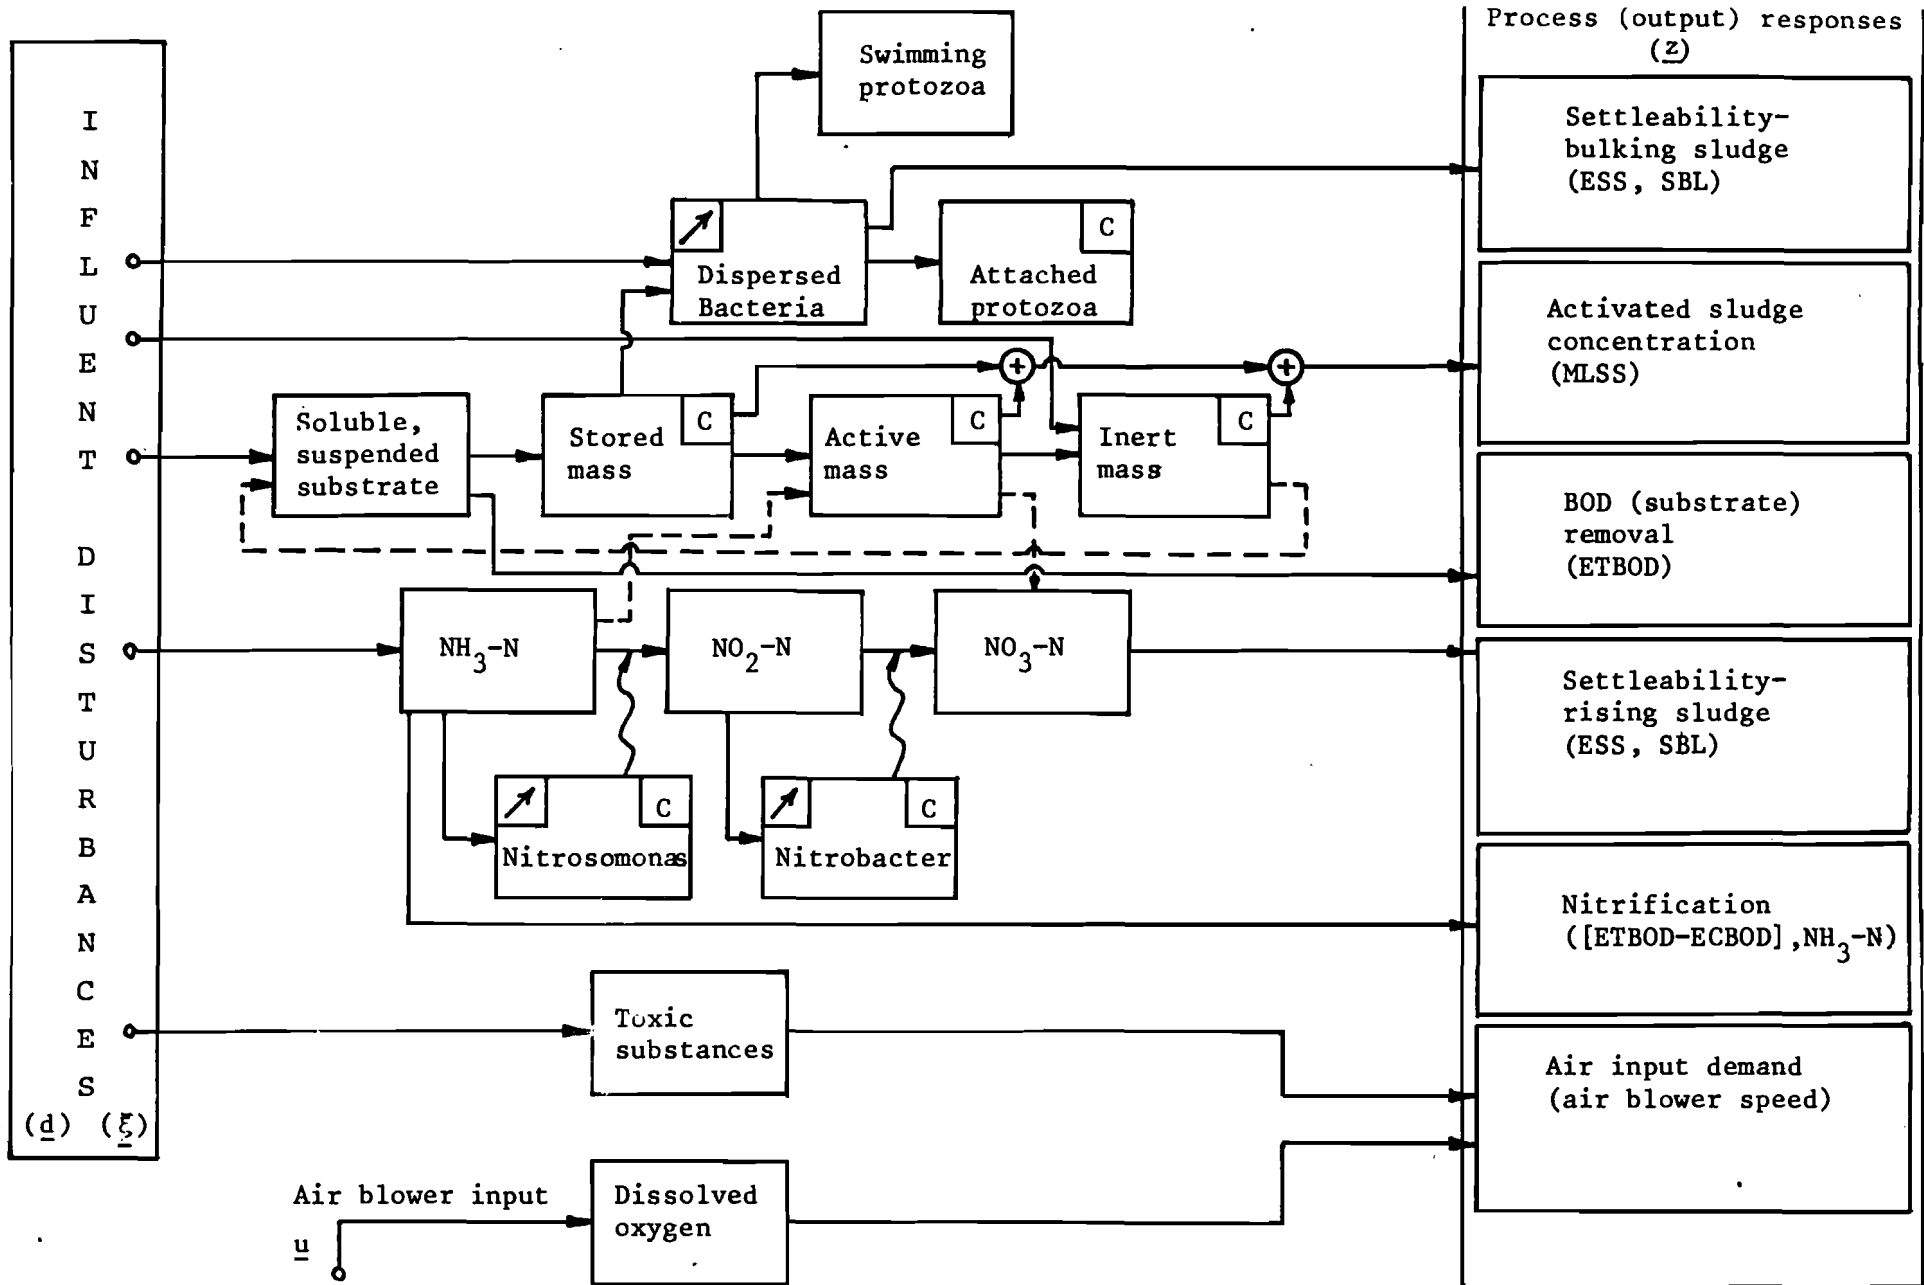 INFLUENT DISTURBANCES
(d) (ξ)
Swimming
protozoa
C
Dispersed
Bacteria
Attached
protozoa
+
+
Soluble,
suspended
substrate
C
Stored
mass
C
Active
mass
C
Inert
mass
NH3-N
NO2-N
NO3-N
C
Nitrosomonas
C
Nitrobacter
Toxic
substances
Air blower input
u
Dissolved
oxygen
Process (output) responses
(z)
Settleability-
bulking sludge
(ESS, SBL)
Activated sludge
concentration
(MLSS)
BOD (substrate)
removal
(ETBOD)
Settleability-
rising sludge
(ESS, SBL)
Nitrification
([ETBOD-ECBOD],NH3-N)
Air input demand
(air blower speed)